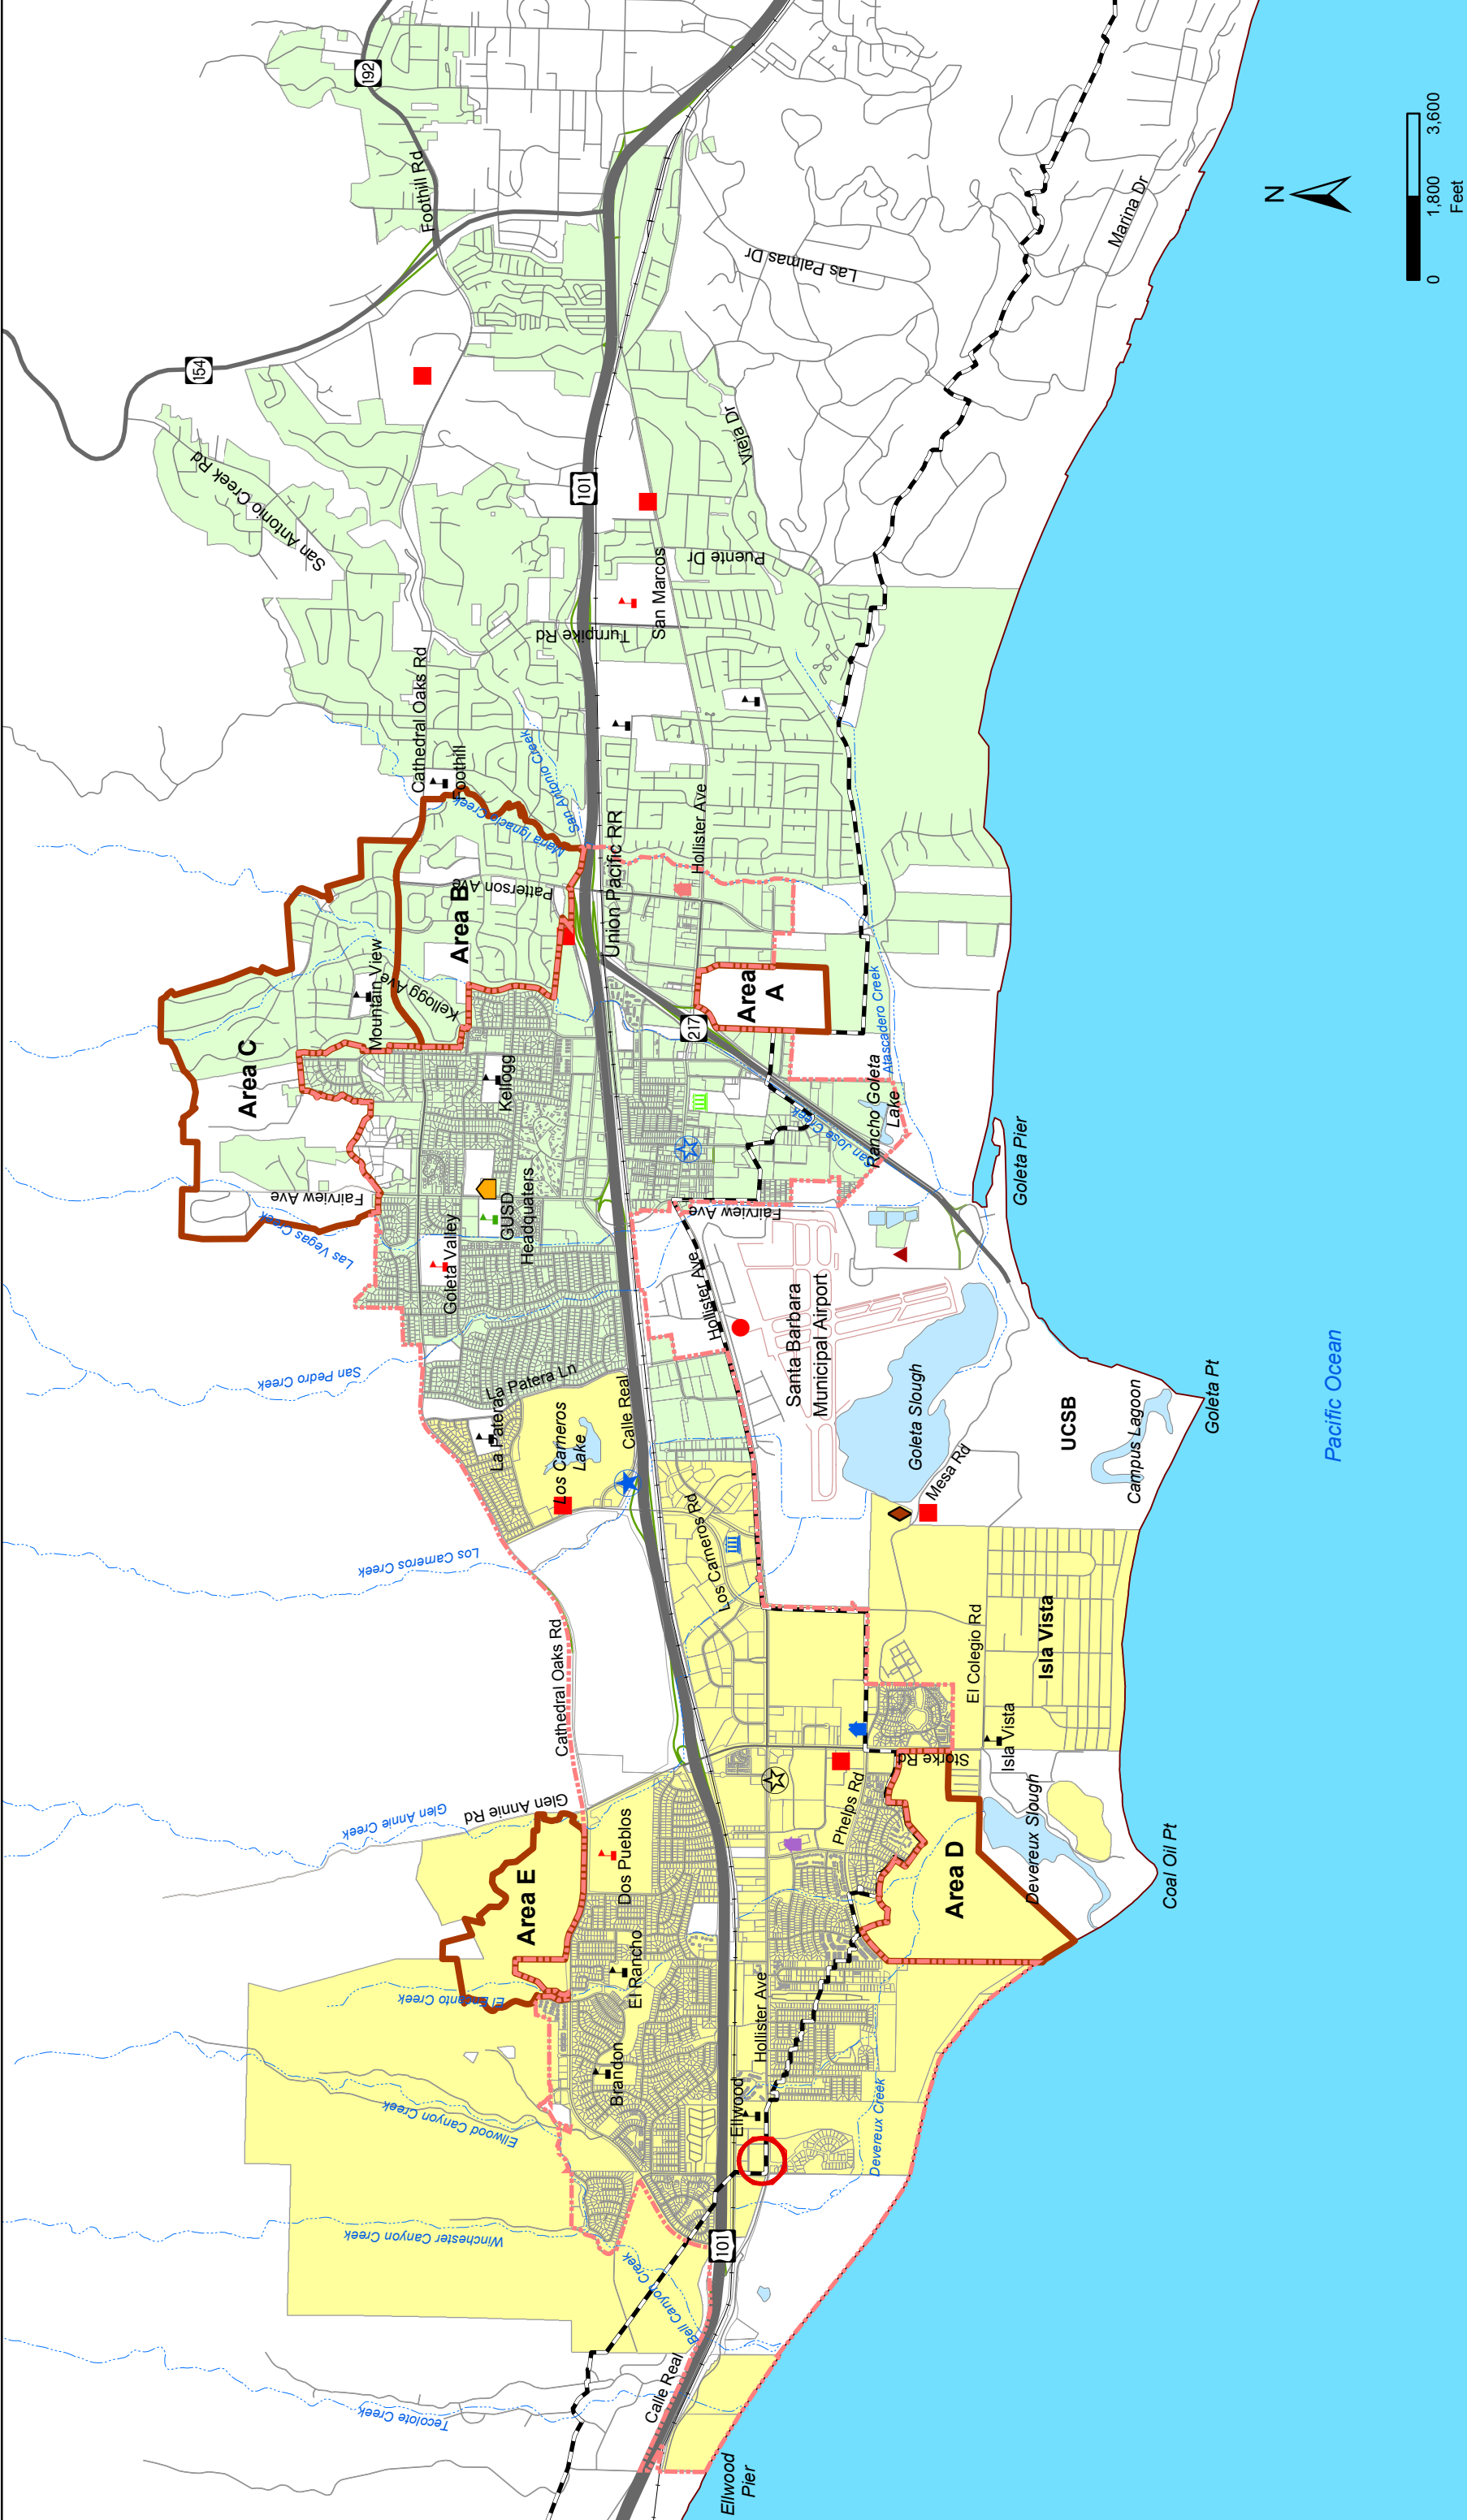 192
Foothill Rd
154
San Antonio Creek Rd
Las Palmas Dr
Marina Dr
N
0
1,800
3,600
Feet
101
Vieja Dr
Puente Dr
San Marcos
Turnpike Rd
Cathedral Oaks Rd
Foothill
Maria Ignacio Creek
San Antonio Creek
Hollister Ave
Union Pacific RR
Patterson Ave
Area B
Mountain View
Kellogg Ave
Area C
Area
A
217
Atascadero Creek
Rancho Goleta
Lake
San Jose Creek
Kellogg
Fairview Ave
Las Vegas Creek
GUSD
Headquaters
Goleta Valley
Fairview Ave
Goleta Pier
Hollister Ave
Santa Barbara
Municipal Airport
San Pedro Creek
La Patera Ln
La Patera
Calle Real
Los Carneros
Lake
Goleta Slough
Mesa Rd
UCSB
Campus Lagoon
Goleta Pt
Pacific Ocean
Los Carneros Creek
Los Carneros Rd
Cathedral Oaks Rd
El Colegio Rd
Isla Vista
Isla Vista
Storke Rd
Glen Annie Creek
Glen Annie Rd
Phelps Rd
Dos Pueblos
Area E
Area D
Devereux Slough
Coal Oil Pt
El Encanto Creek
El Rancho
Hollister Ave
Brandon
Ellwood Canyon Creek
Ellwood
Devereux Creek
Winchester Canyon Creek
101
Bell Canyon Creek
Tecolote Creek
Calle Real
Ellwood
Pier